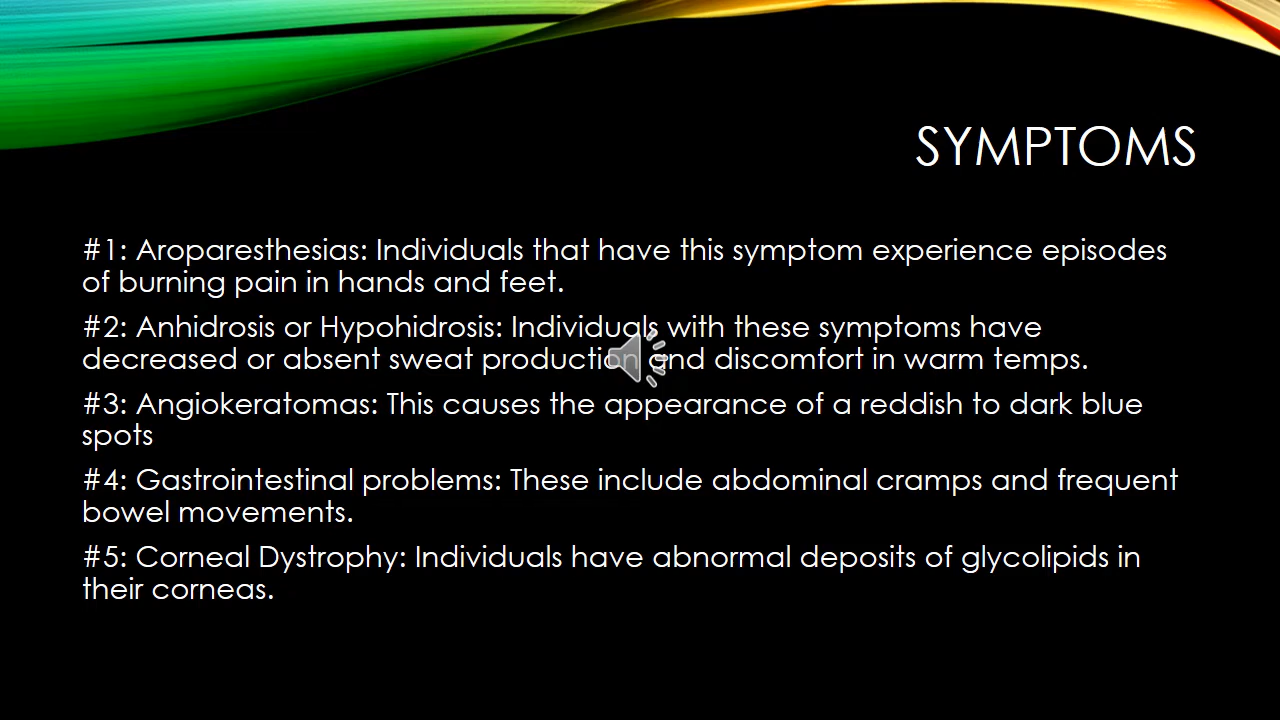 SYMPTOMS
#1: Aroparesthesias: Individuals that have this symptom experience episodes
of burning pain in hands and feet.
#2: Anhidrosis or Hypohidrosis: Individuals with these symptoms have
decreased or absent sweat production and discomfort in warm temps.
#3: Angiokeratomas: This causes the appearance of a reddish to dark blue
spots
#4: Gastrointestinal problems: These include abdominal cramps and frequent
bowel movements.
#5: Corneal Dystrophy: Individuals have abnormal deposits of glycolipids in
their corneas.